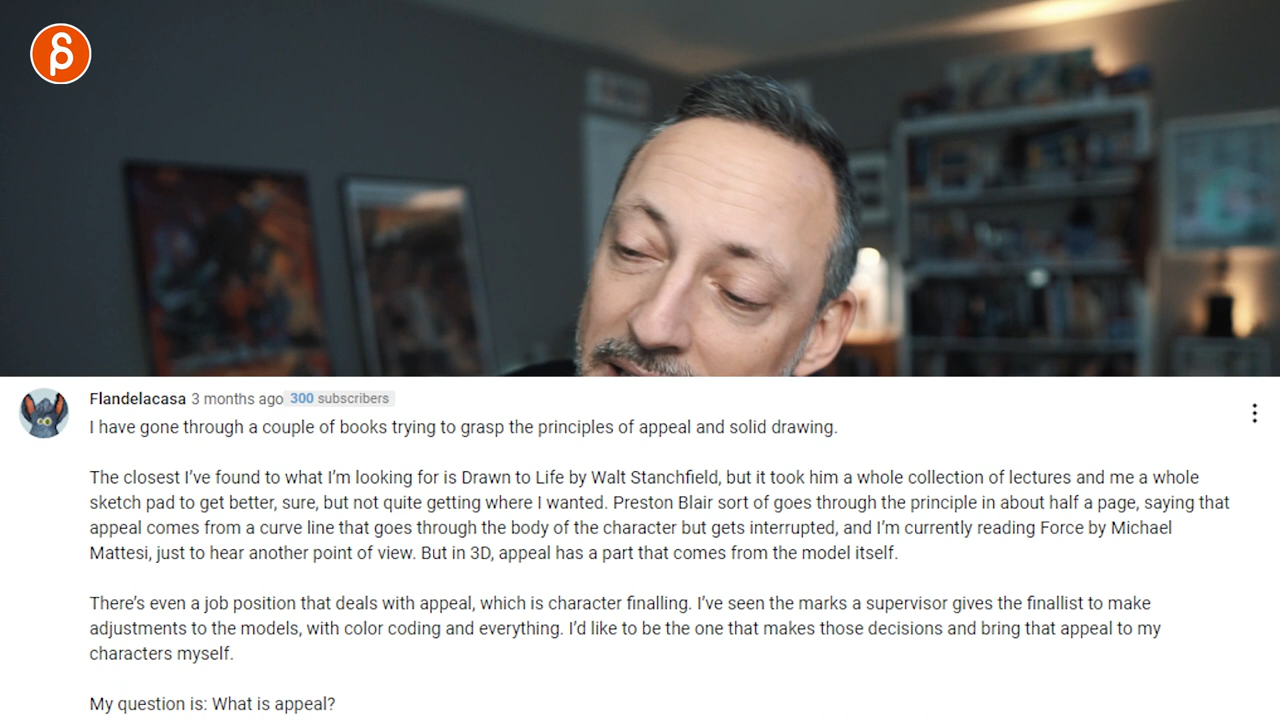 Flandelacasa 3 months ago 300 subscribers
I have gone through a couple of books trying to grasp the principles of appeal and solid drawing.
The closest I've found to what I'm looking for is Drawn to Life by Walt Stanchfield, but it took him a whole collection of lectures and me a whole
sketch pad to get better, sure, but not quite getting where I wanted. Preston Blair sort of goes through the principle in about half a page, saying that
appeal comes from a curve line that goes through the body of the character but gets interrupted, and I'm currently reading Force by Michael
Mattesi, just to hear another point of view. But in 3D, appeal has a part that comes from the model itself.
There's even a job position that deals with appeal, which is character finalling. I've seen the marks a supervisor gives the finallist to make
adjustments to the models, with color coding and everything. I'd like to be the one that makes those decisions and bring that appeal to my
characters myself.
My question is: What is appeal?